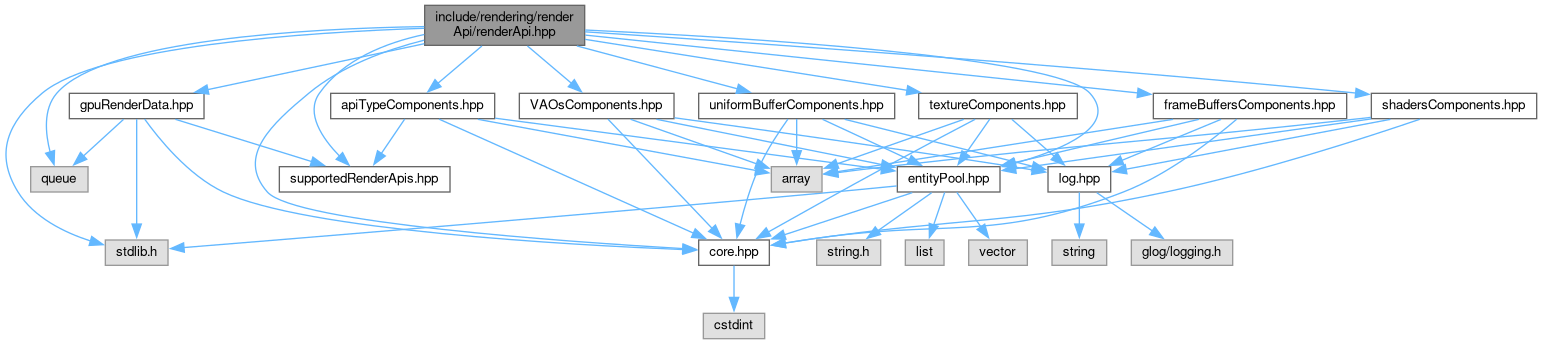 include/rendering/render
Api/renderApi.hpp
gpuRenderData.hpp
apiTypeComponents.hpp
VAOsComponents.hpp
uniformBufferComponents.hpp
textureComponents.hpp
frameBuffersComponents.hpp
shadersComponents.hpp
queue
supportedRenderApis.hpp
array
entityPool.hpp
log.hpp
stdlib.h
core.hpp
string.h
list
vector
string
glog/logging.h
cstdint